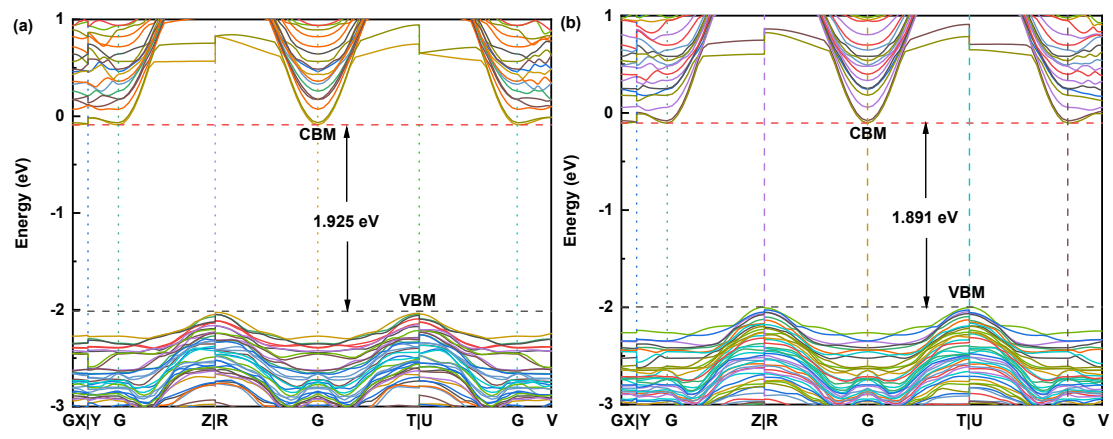 (a)
1
0
-1
-2
-3
Energy (eV)
CBM
1.925 eV
VBM
GX|Y G Z|R G T|U G V
(b)
1
0
-1
-2
-3
Energy (eV)
CBM
1.891 eV
VBM
GX|Y G Z|R G T|U G V